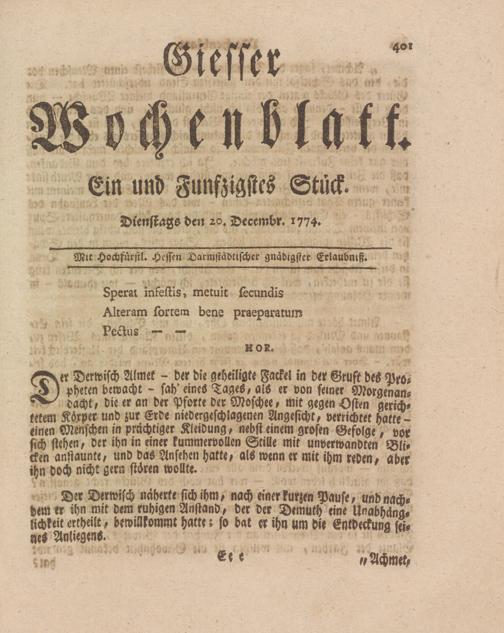 401
Giesser
Wochenblatt.
Ein und Funfzigstes Stück.
Dienstags den 20. Decembr. 1774.
Mit Hochfürstl. Hessen Darmstädtischer gnädigster Erlaubniß.
Sperat infestis, metuit secundis
Alteram sortem bene praeparatum
Pectus — —
HOR.
Der Derwisch Almet – der die geheiligte Fackel in der Gruft des Pro-
pheten bewacht – sah' eines Tages, als er von seiner Morgenan-
dacht, die er an der Pforte der Moschee, mit gegen Osten gerich-
tetem Körper und zur Erde niedergeschlagenen Angesicht, verrichtet hatte –
einen Menschen in prächtiger Kleidung, nebst einem grosen Gefolge, vor
sich stehen, der ihn in einer kummervollen Stille mit unverwandten Bli-
cken anstaunte, und das Ansehen hatte, als wenn er mit ihm reden, aber
ihn doch nicht gern stören wollte.
Der Derwisch näherte sich ihm, nach einer kurzen Pause, und nach-
dem er ihn mit dem ruhigen Anstand, der der Demuth eine Unabhäng-
lichkeit ertheilt, bewillkommt hatte: so bat er ihn um die Entdeckung sei-
nes Anliegens.
Eee
„Achmet,